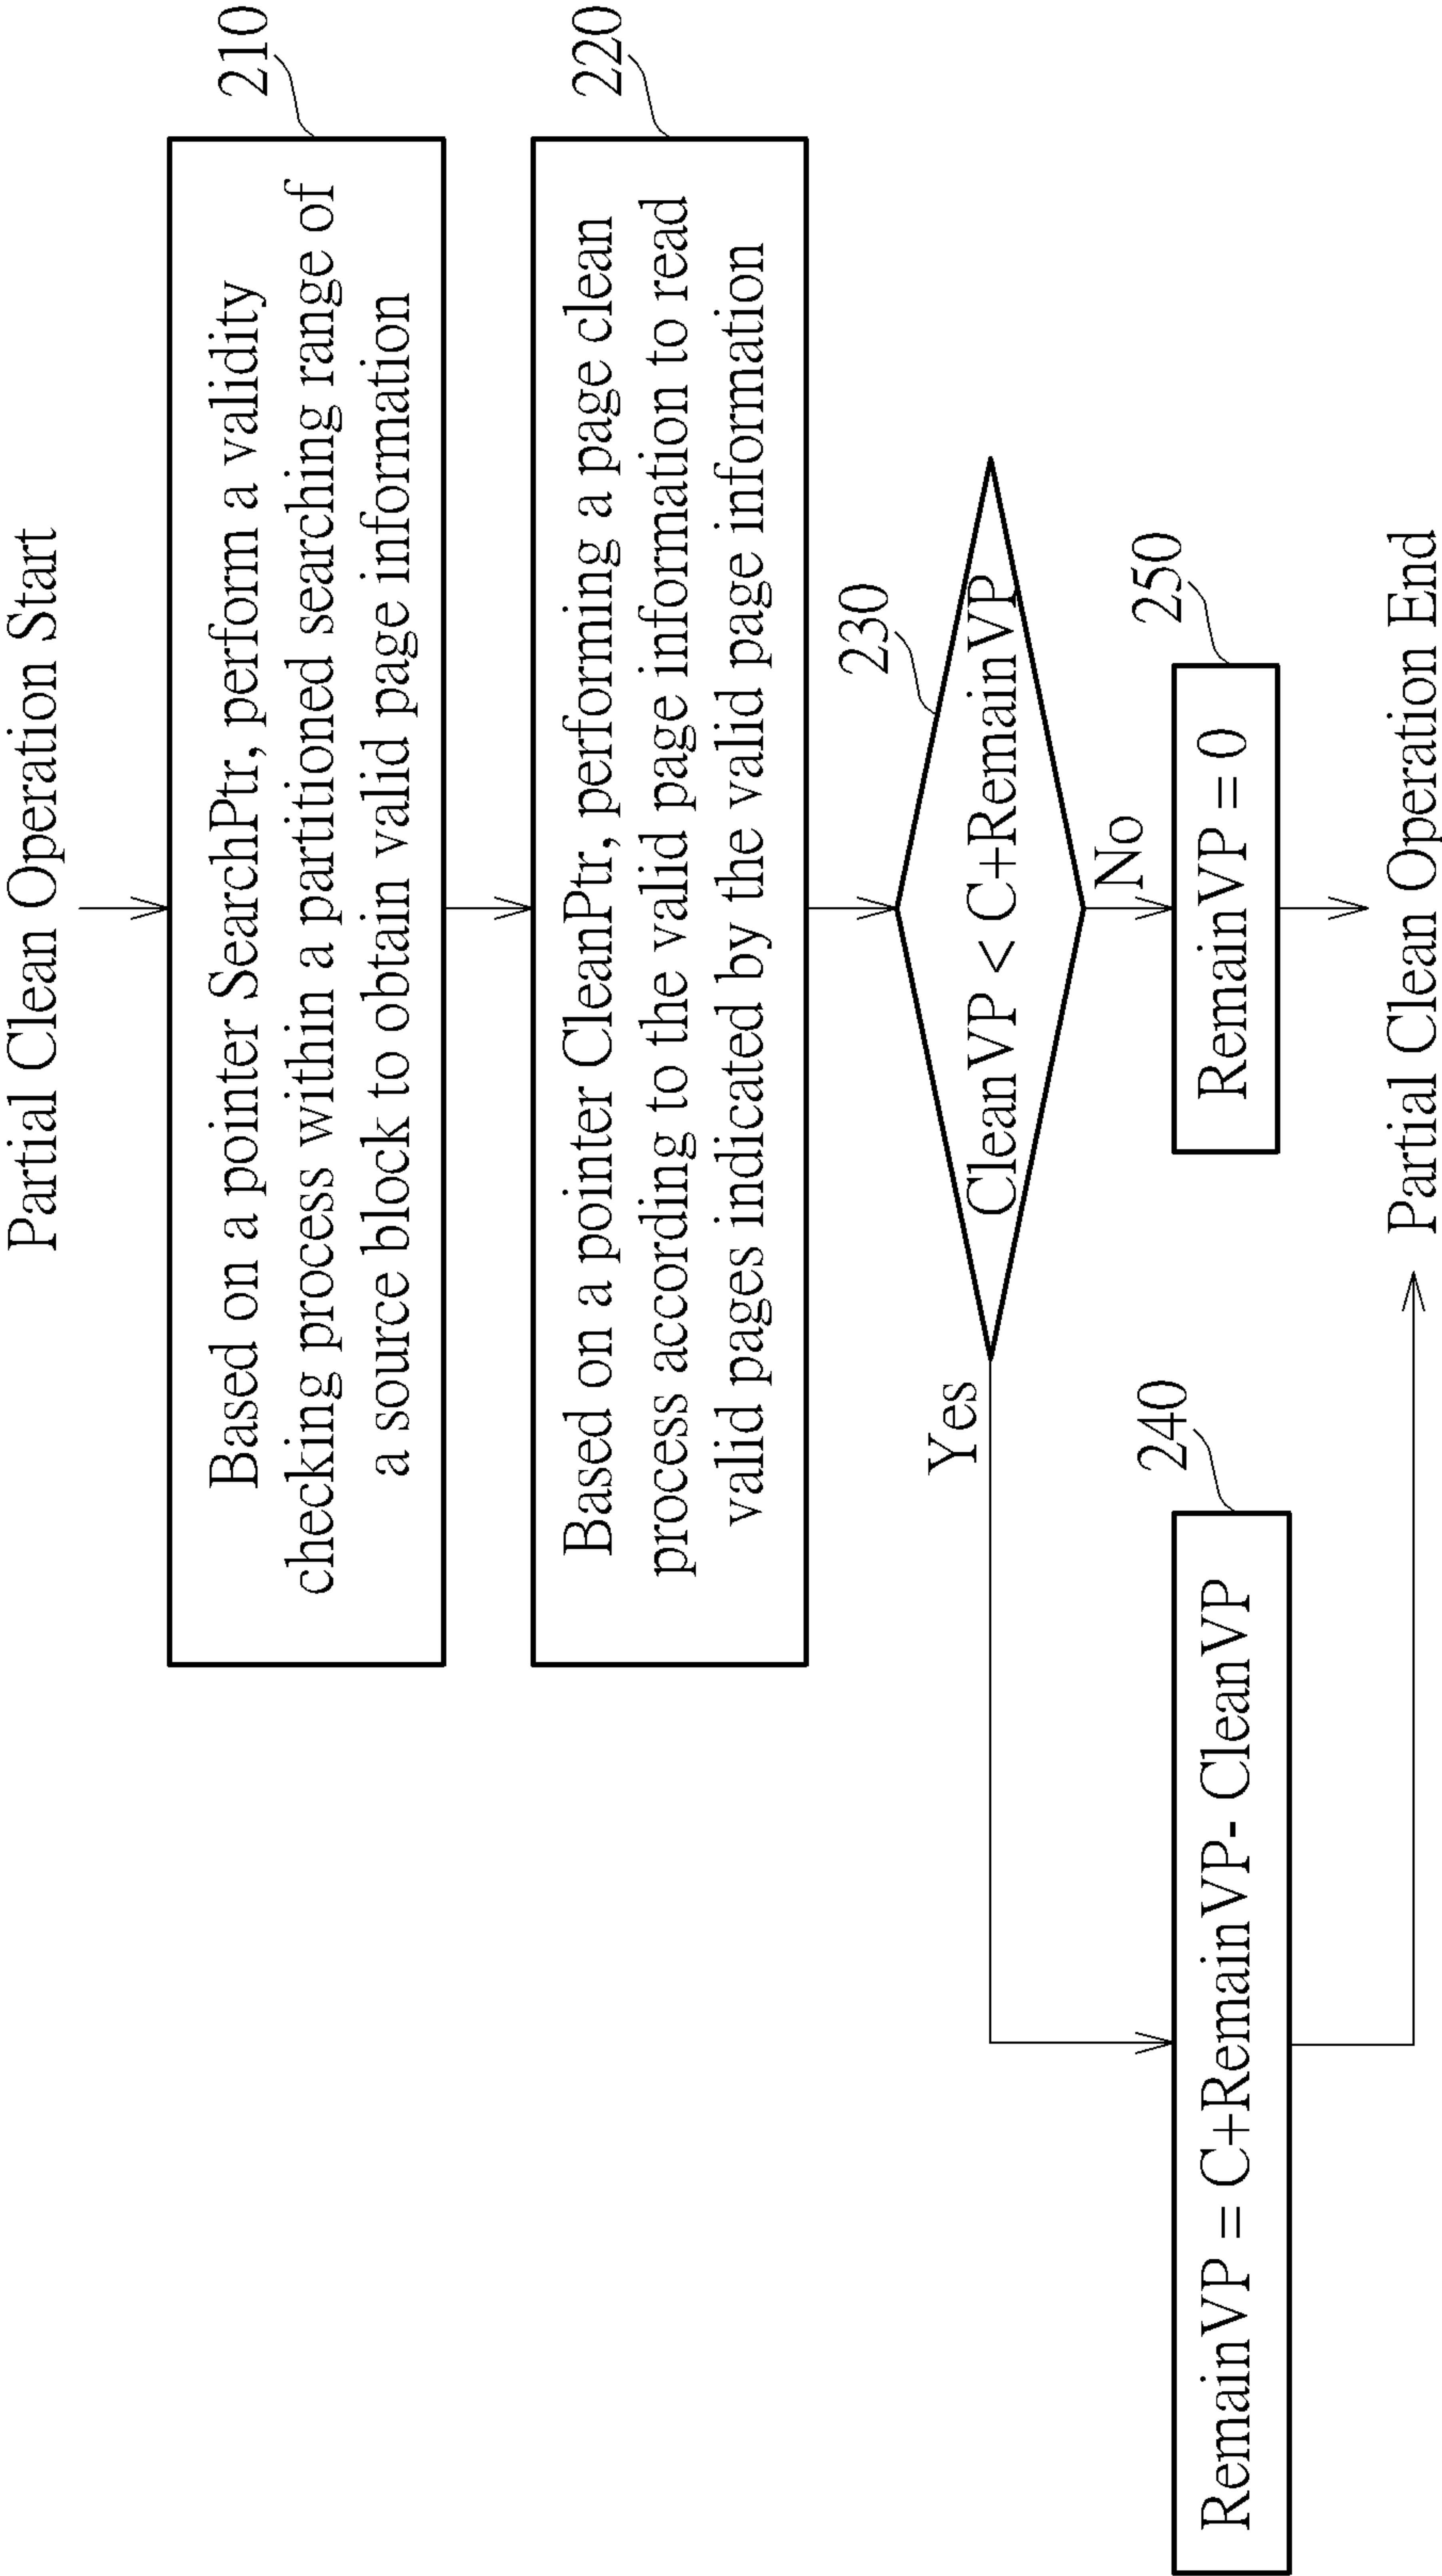 Partial Clean Operation Start
210
Based on a pointer SearchPtr, perform a validity
checking process within a partitioned searching range of
a source block to obtain valid page information
220
Based on a pointer CleanPtr, performing a page clean
process according to the valid page information to read
valid pages indicated by the valid page information
230
CleanVP < C+RemainVP
Yes
No
240
RemainVP = C+RemainVP- CleanVP
250
RemainVP = 0
Partial Clean Operation End